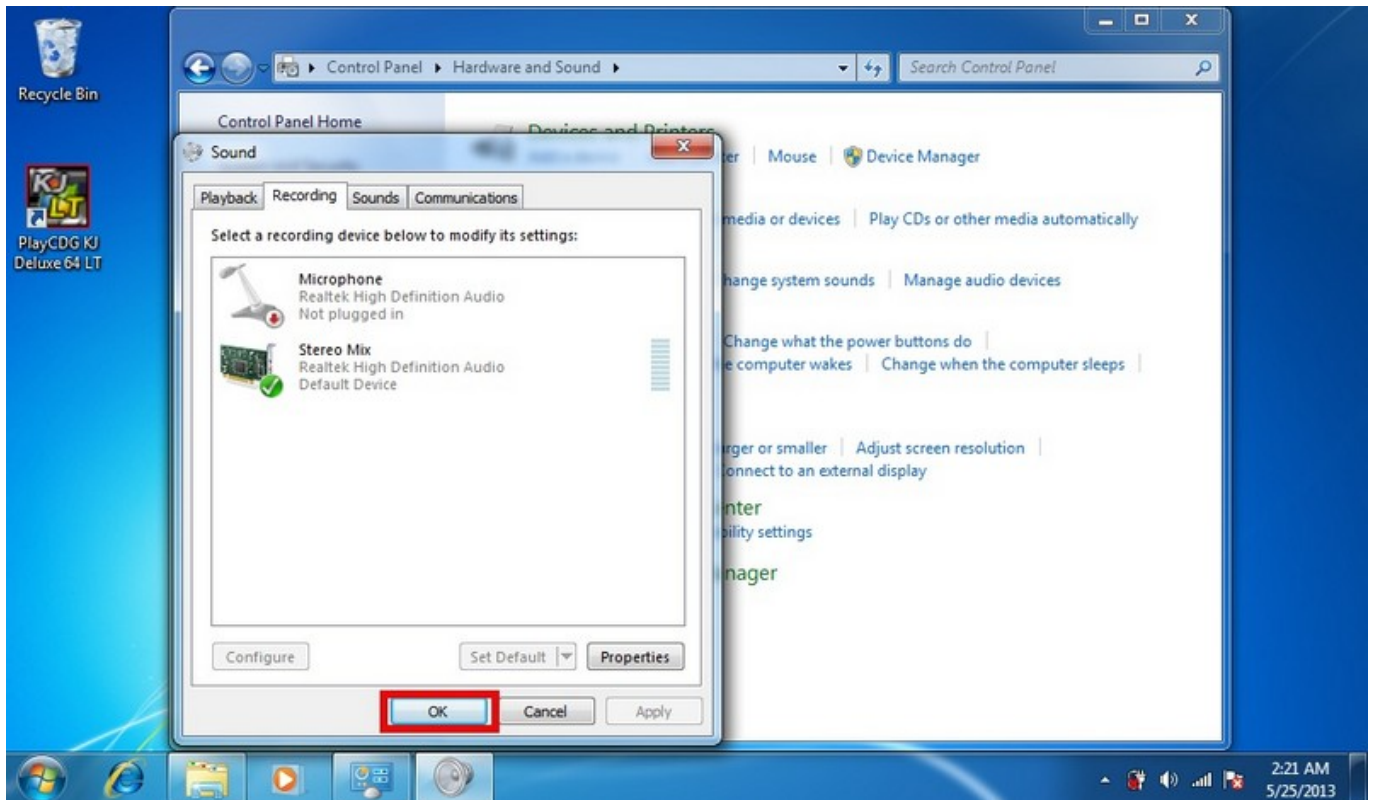 Recycle Bin
KJ
LT
PlayCDG KJ
Deluxe 64 LT
Control Panel
Hardware and Sound
Search Control Panel
Control Panel Home
Devices and Printers
er
Mouse
Device Manager
media or devices
Play CDs or other media automatically
hange system sounds
Manage audio devices
Change what the power buttons do
e computer wakes
Change when the computer sleeps
rger or smaller
Adjust screen resolution
onnect to an external display
nter
bility settings
nager
Sound
Playback
Recording
Sounds
Communications
Select a recording device below to modify its settings:
Microphone
Realtek High Definition Audio
Not plugged in
Stereo Mix
Realtek High Definition Audio
Default Device
Configure
Set Default
Properties
OK
Cancel
Apply
2:21 AM
5/25/2013